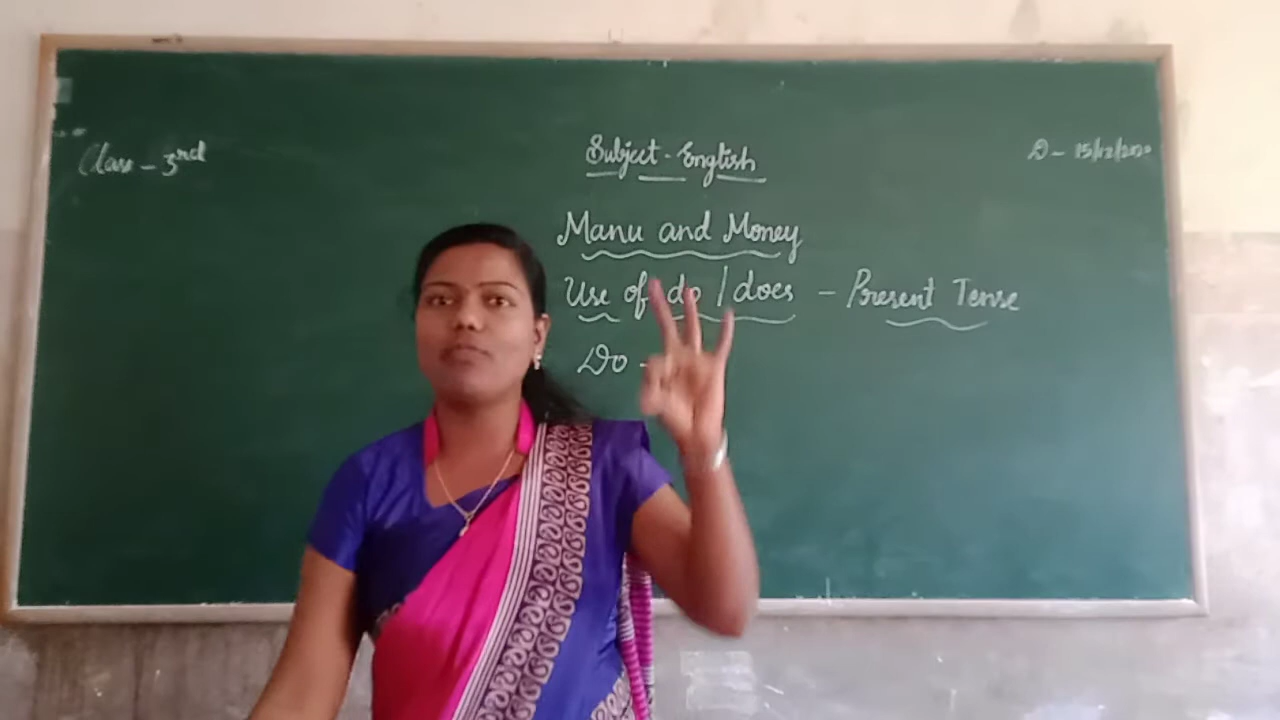 Class - 3rd
Subject - English
D - 15/12/2020
Manu and Money
Use of do / does - Present Tense
Do -